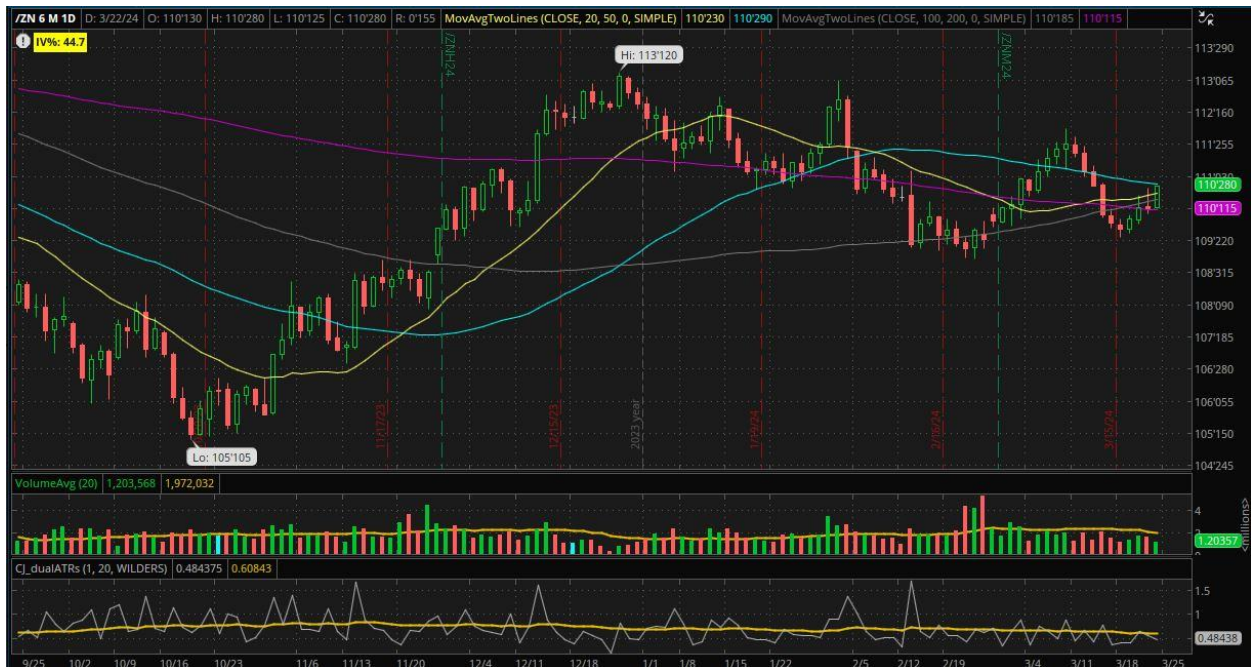 /ZN 6 M 1D D: 3/22/24 O: 110'130 H: 110'280 L: 110'125 C: 110'280 R: 0'155 MovAvgTwoLines (CLOSE, 20, 50, 0, SIMPLE) 110'230 110'290 MovAvgTwoLines (CLOSE, 100, 200, 0, SIMPLE) 110'185 110'115
IV%: 44.7
/ZNH24
/ZNM24
Hi: 113'120
113'290
113'065
112'160
111'255
110'280
110'115
109'220
108'315
108'090
107'185
106'280
106'055
105'150
104'245
11/17/23
12/15/23
2023 year
1/19/24
2/16/24
3/15/24
Lo: 105'105
VolumeAvg (20) 1,203,568 1,972,032
4
2
1.20357
<millions>
CJ_dualATRs (1, 20, WILDERS) 0.484375 0.60843
1.5
1
0.48438
9/25 10/2 10/9 10/16 10/23 11/6 11/13 11/20 12/4 12/11 12/18 1/1 1/8 1/15 1/22 2/5 2/12 2/19 3/4 3/11 3/18 3/25